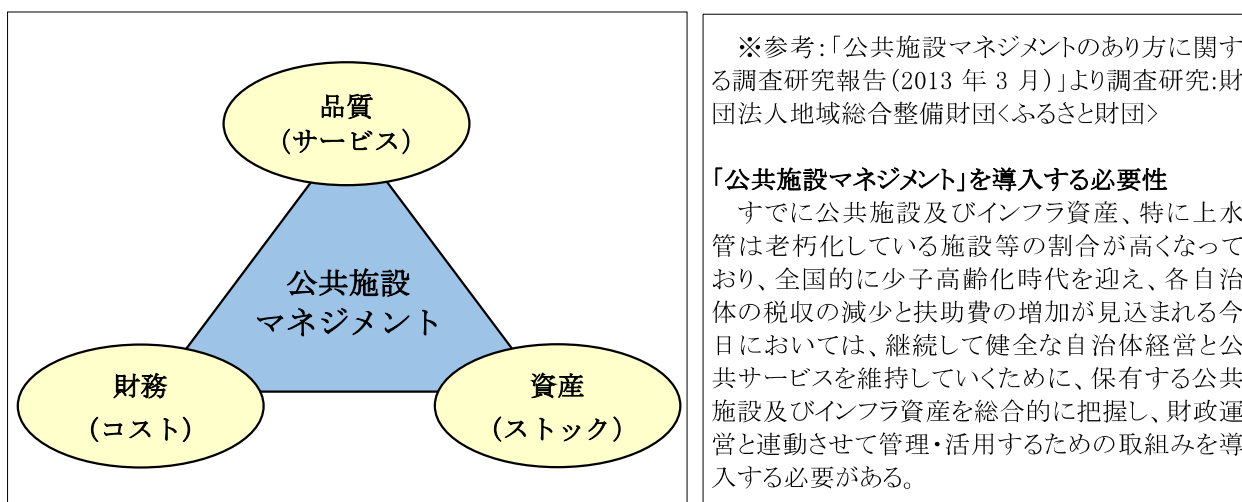 品質
（サービス）
公共施設
マネジメント
財務
（コスト）
資産
（ストック）
※参考：「公共施設マネジメントのあり方に関す
る調査研究報告（2013 年 3 月）」より調査研究:財
団法人地域総合整備財団<ふるさと財団>
「公共施設マネジメント」を導入する必要性
すでに公共施設及びインフラ資産、特に上水
管は老朽化している施設等の割合が高くなって
おり、全国的に少子高齢化時代を迎え、各自治
体の税収の減少と扶助費の増加が見込まれる今
日においては、継続して健全な自治体経営と公
共サービスを維持していくために、保有する公共
施設及びインフラ資産を総合的に把握し、財政運
営と連動させて管理・活用するための取組みを導
入する必要がある。